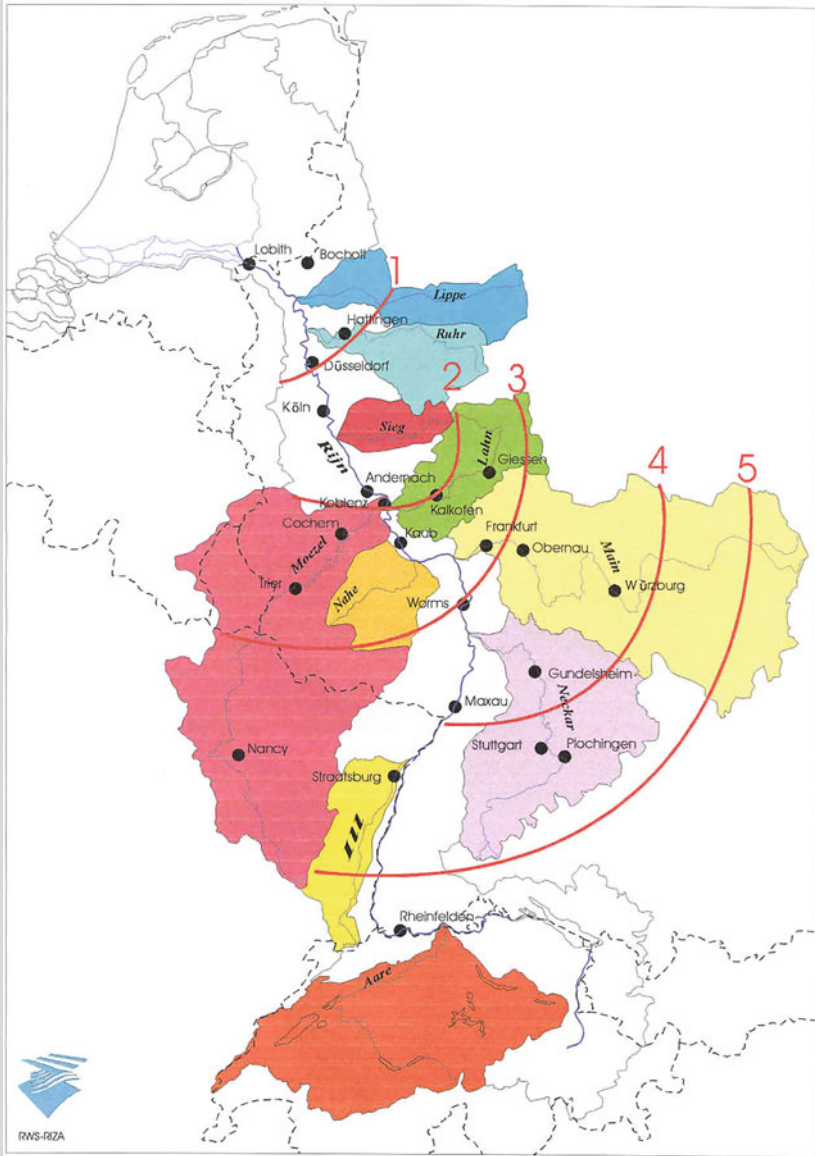 Lobith
Bocholt
1
Lippe
Hattingen
Ruhr
Düsseldorf
2
3
Köln
Sieg
Rijn
Lahn
Giessen
4
5
Andernach
Koblenz
Kalkofen
Cochem
Kaub
Frankfurt
Obernau
Main
Moezel
Trier
Nahe
Worms
Würzburg
Gundelsheim
Neckar
Maxau
Nancy
Stuttgart
Plochingen
Straatsburg
Ill
Rheinfelden
Aare
RWS-RIZA